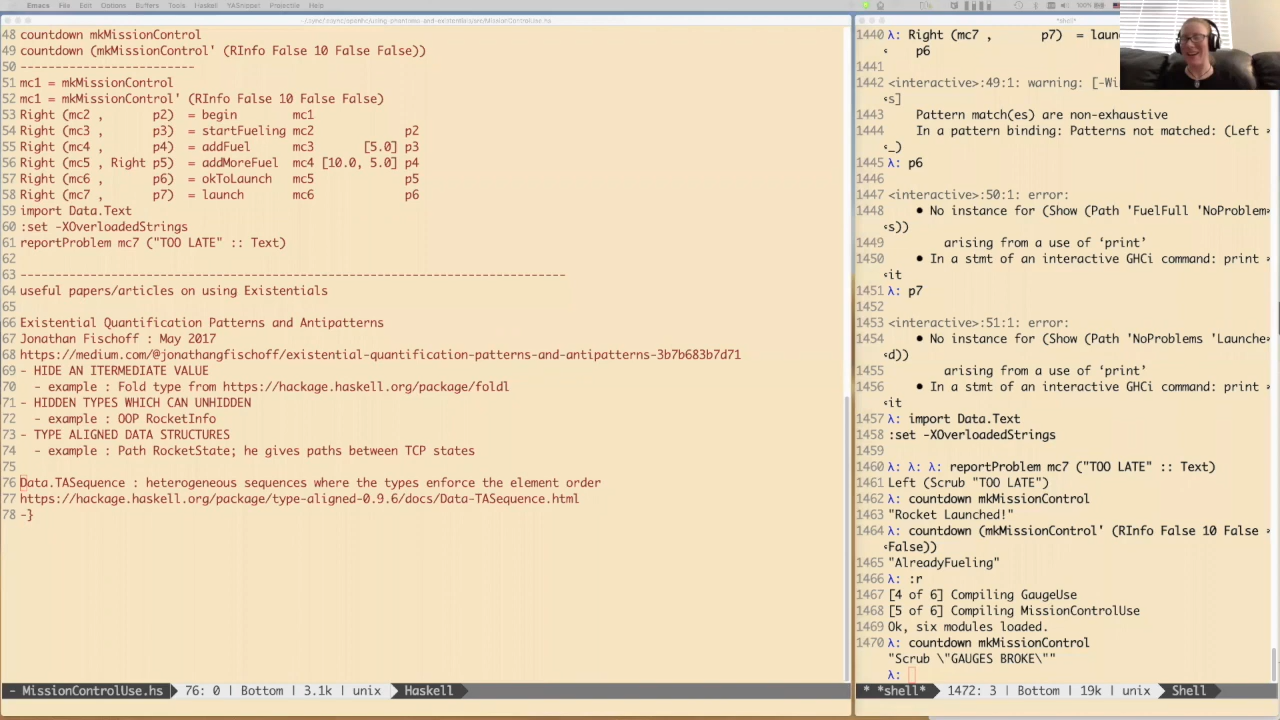 Emacs File Edit Options Buffers Tools Haskell YASnippet Projectile Help
48 countdown mkMissionControl
49 countdown (mkMissionControl' (RInfo False 10 False False))
50 -------------------------
51 mc1 = mkMissionControl
52 mc1 = mkMissionControl' (RInfo False 10 False False)
53 Right (mc2 ,       p2)  = begin        mc1
54 Right (mc3 ,       p3)  = startFueling mc2             p2
55 Right (mc4 ,       p4)  = addFuel      mc3       [5.0] p3
56 Right (mc5 , Right p5)  = addMoreFuel  mc4 [10.0, 5.0] p4
57 Right (mc6 ,       p6)  = okToLaunch   mc5             p5
58 Right (mc7 ,       p7)  = launch       mc6             p6
59 import Data.Text
60 :set -XOverloadedStrings
61 reportProblem mc7 ("TOO LATE" :: Text)
62
63 ------------------------------------------------------------------------------
64 useful papers/articles on using Existentials
65
66 Existential Quantification Patterns and Antipatterns
67 Jonathan Fischoff : May 2017
68 https://medium.com/@jonathangfischoff/existential-quantification-patterns-and-antipatterns-3b7b683b7d71
69 - HIDE AN ITERMEDIATE VALUE
70   - example : Fold type from https://hackage.haskell.org/package/foldl
71 - HIDDEN TYPES WHICH CAN UNHIDDEN
72   - example : OOP RocketInfo
73 - TYPE ALIGNED DATA STRUCTURES
74   - example : Path RocketState; he gives paths between TCP states
75
76 Data.TASequence : heterogeneous sequences where the types enforce the element order
77 https://hackage.haskell.org/package/type-aligned-0.9.6/docs/Data-TASequence.html
78 -}
- MissionControlUse.hs 76: 0 | Bottom | 3.1k | unix Haskell
*shell*
1440 λ: Right (mc7 ,       p7)  = laun
p6
1441
1442 <interactive>:49:1: warning: [-Wi
s]
1443     Pattern match(es) are non-exhaustive
1444     In a pattern binding: Patterns not matched: (Left
_)
1445 λ: p6
1446
1447 <interactive>:50:1: error:
1448     • No instance for (Show (Path 'FuelFull 'NoProblem
s))
1449         arising from a use of ‘print’
1450     • In a stmt of an interactive GHCi command: print
it
1451 λ: p7
1452
1453 <interactive>:51:1: error:
1454     • No instance for (Show (Path 'NoProblems 'Launche
d))
1455         arising from a use of ‘print’
1456     • In a stmt of an interactive GHCi command: print
it
1457 λ: import Data.Text
1458 :set -XOverloadedStrings
1459
1460 λ: λ: λ: reportProblem mc7 ("TOO LATE" :: Text)
1461 Left (Scrub "TOO LATE")
1462 λ: countdown mkMissionControl
1463 "Rocket Launched!"
1464 λ: countdown (mkMissionControl' (RInfo False 10 False
False))
1465 "AlreadyFueling"
1466 λ: :r
1467 [4 of 6] Compiling GaugeUse
1468 [5 of 6] Compiling MissionControlUse
1469 Ok, six modules loaded.
1470 λ: countdown mkMissionControl
"Scrub \"GAUGES BROKE\""
λ:
* *shell* 1472: 3 | Bottom | 19k | unix Shell